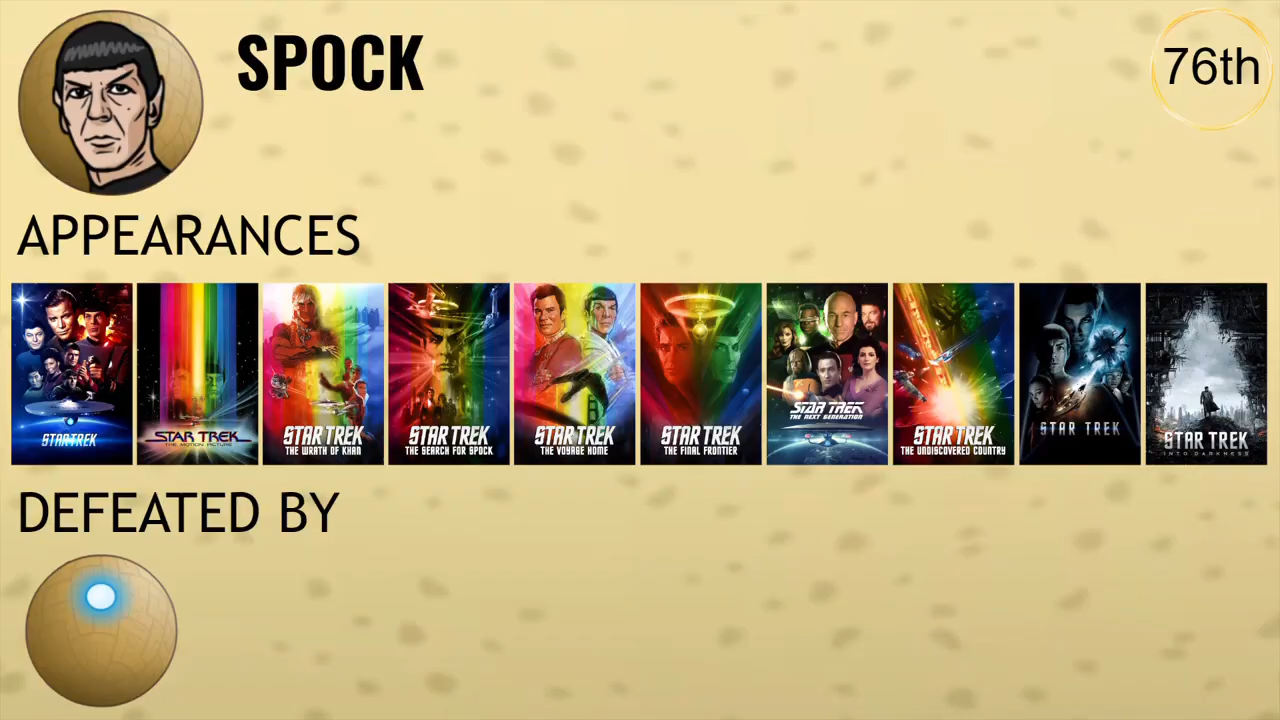 SPOCK
76th
APPEARANCES
STAR TREK
STAR TREK
THE MOTION PICTURE
STAR TREK
THE WRATH OF KHAN
STAR TREK
THE SEARCH FOR SPOCK
STAR TREK
THE VOYAGE HOME
STAR TREK
THE FINAL FRONTIER
STAR TREK
THE NEXT GENERATION
STAR TREK
THE UNDISCOVERED COUNTRY
STAR TREK
STAR TREK
INTO DARKNESS
DEFEATED BY